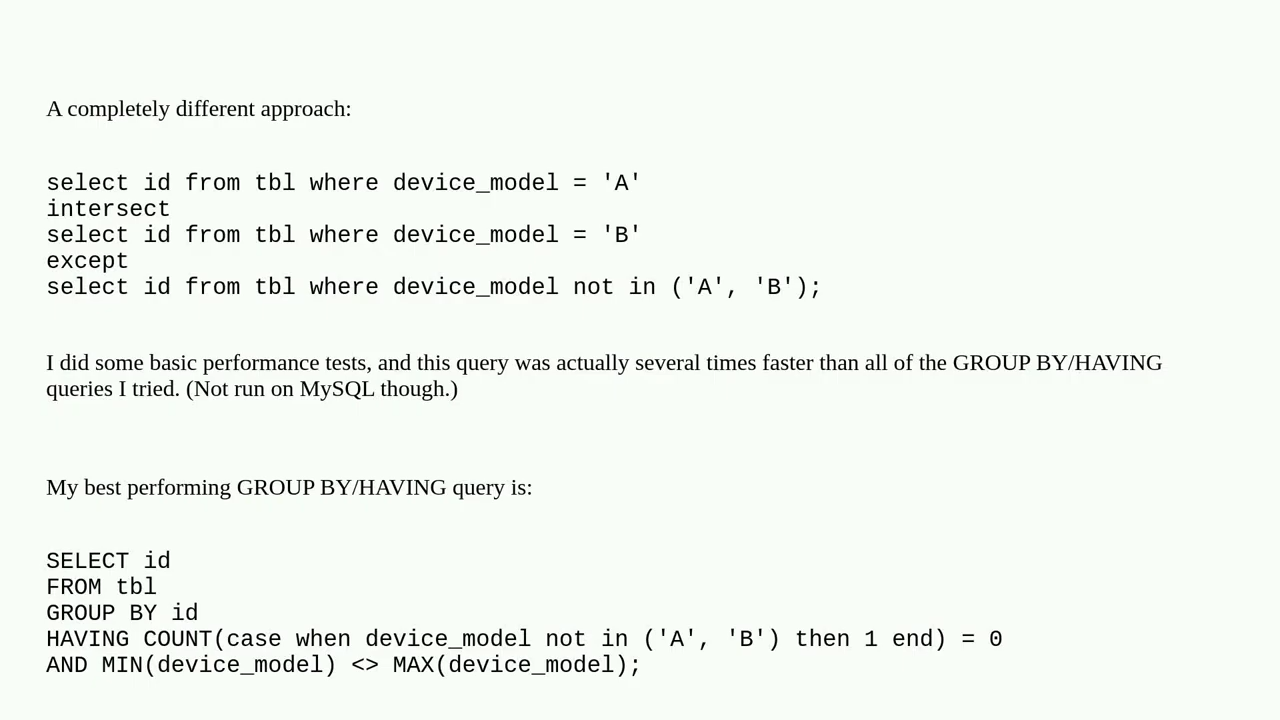 A completely different approach:
select id from tbl where device_model = 'A'
intersect
select id from tbl where device_model = 'B'
except
select id from tbl where device_model not in ('A', 'B');
I did some basic performance tests, and this query was actually several times faster than all of the GROUP BY/HAVING
queries I tried. (Not run on MySQL though.)
My best performing GROUP BY/HAVING query is:
SELECT id
FROM tbl
GROUP BY id
HAVING COUNT(case when device_model not in ('A', 'B') then 1 end) = 0
AND MIN(device_model) <> MAX(device_model);